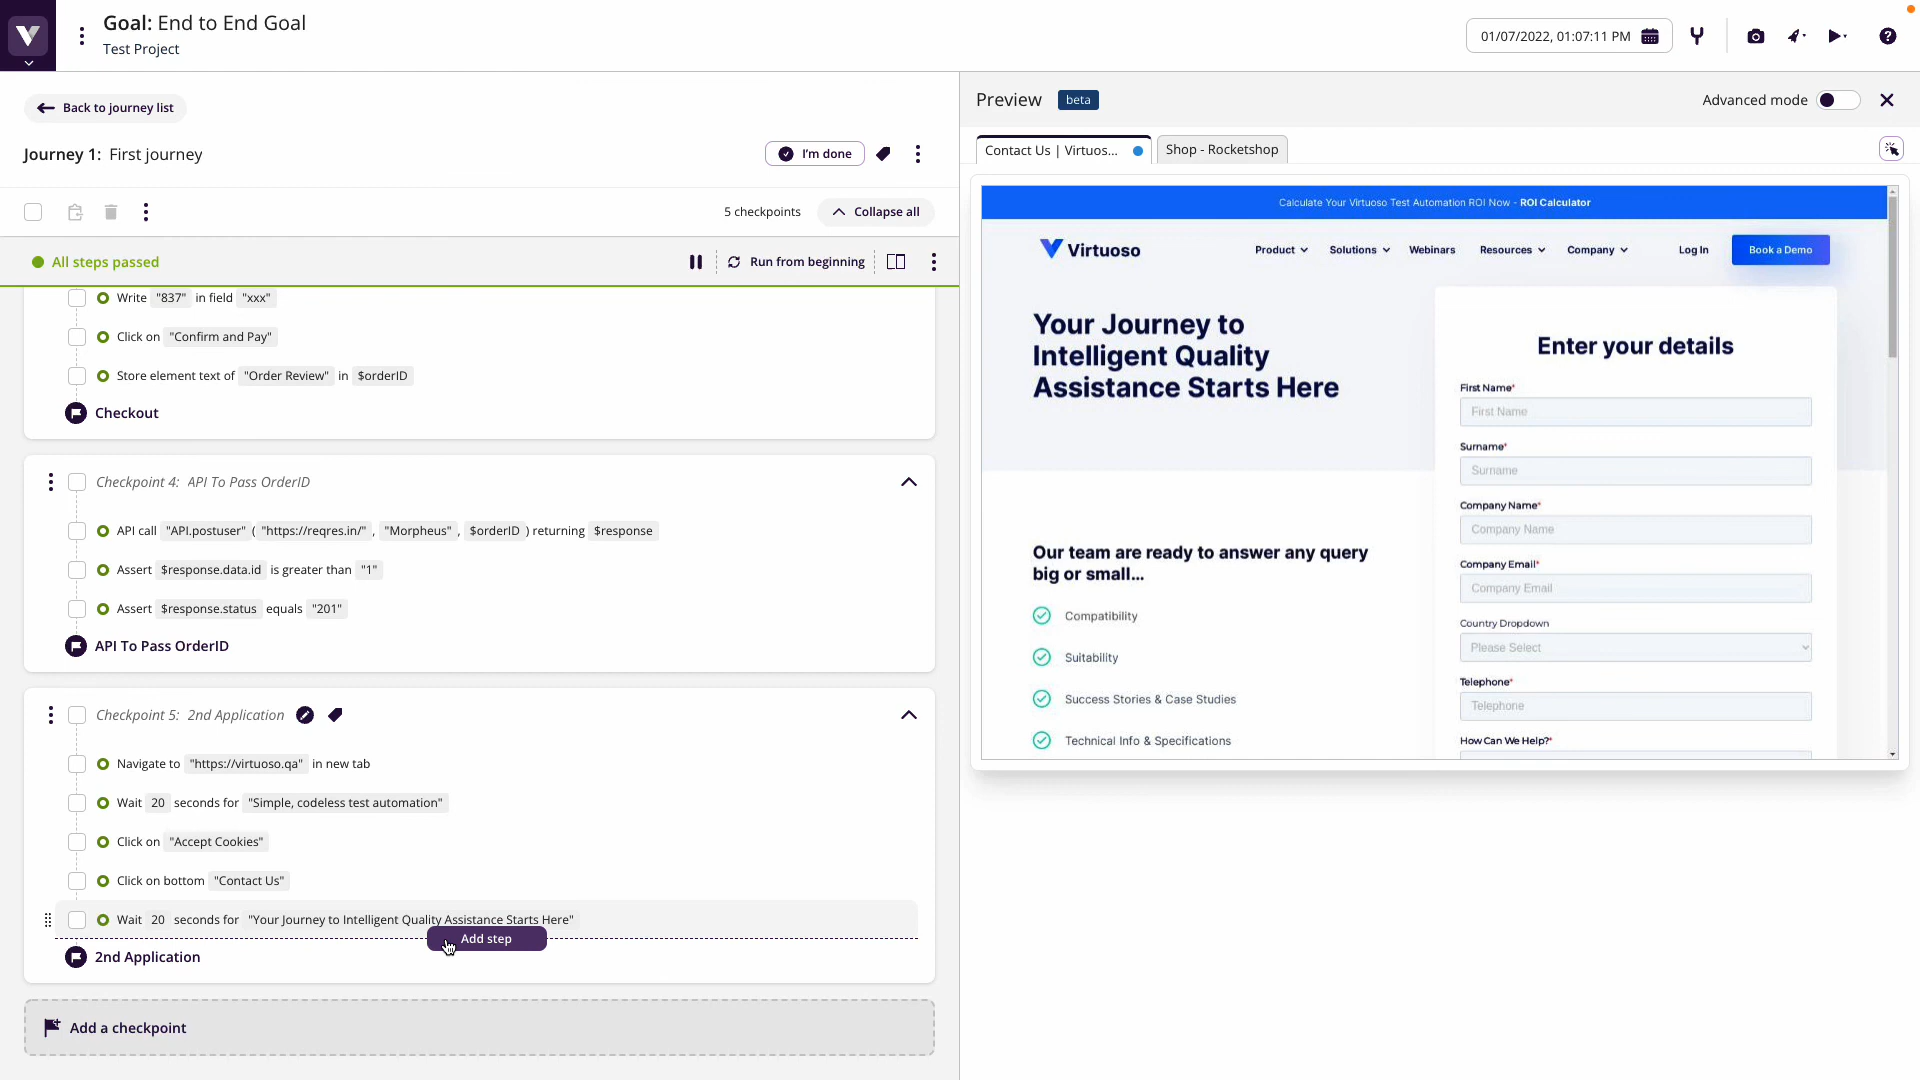 Goal: End to End Goal
Test Project
01/07/2022, 01:07:11 PM
Back to journey list
Journey 1: First journey
I'm done
5 checkpoints
Collapse all
All steps passed
Run from beginning
Write "837" in field "xxx"
Click on "Confirm and Pay"
Store element text of "Order Review" in $orderID
Checkout
Checkpoint 4: API To Pass OrderID
API call "API.postuser" ( "https://reqres.in/" , "Morpheus" , $orderID ) returning $response
Assert $response.data.id is greater than "1"
Assert $response.status equals "201"
API To Pass OrderID
Checkpoint 5: 2nd Application
Navigate to "https://virtuoso.qa" in new tab
Wait 20 seconds for "Simple, codeless test automation"
Click on "Accept Cookies"
Click on bottom "Contact Us"
Wait 20 seconds for "Your Journey to Intelligent Quality Assistance Starts Here"
Add step
2nd Application
Add a checkpoint
Preview beta
Advanced mode
Contact Us | Virtuos...
Shop - Rocketshop
Calculate Your Virtuoso Test Automation ROI Now - ROI Calculator
Virtuoso
Product
Solutions
Webinars
Resources
Company
Log In
Book a Demo
Your Journey to
Intelligent Quality
Assistance Starts Here
Our team are ready to answer any query
big or small...
Compatibility
Suitability
Success Stories & Case Studies
Technical Info & Specifications
Enter your details
First Name*
First Name
Surname*
Surname
Company Name*
Company Name
Company Email*
Company Email
Country Dropdown
Please Select
Telephone*
Telephone
How Can We Help?*